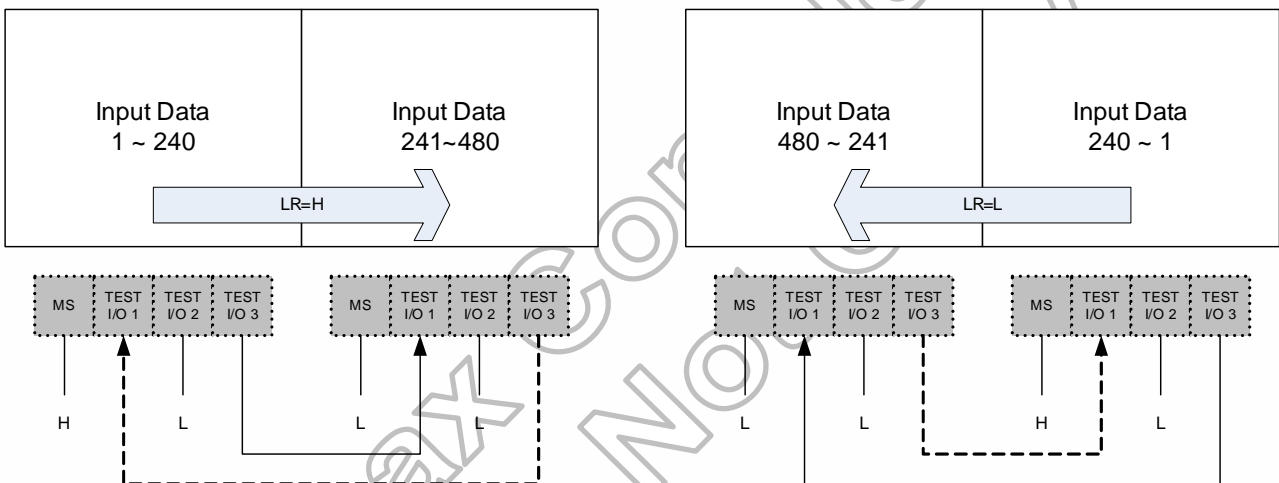 Input Data
1 ~ 240
Input Data
241~480
LR=H
MS
TEST
I/O 1
TEST
I/O 2
TEST
I/O 3
MS
TEST
I/O 1
TEST
I/O 2
TEST
I/O 3
H
L
L
L
Input Data
480 ~ 241
Input Data
240 ~ 1
LR=L
MS
TEST
I/O 1
TEST
I/O 2
TEST
I/O 3
MS
TEST
I/O 1
TEST
I/O 2
TEST
I/O 3
L
L
H
L